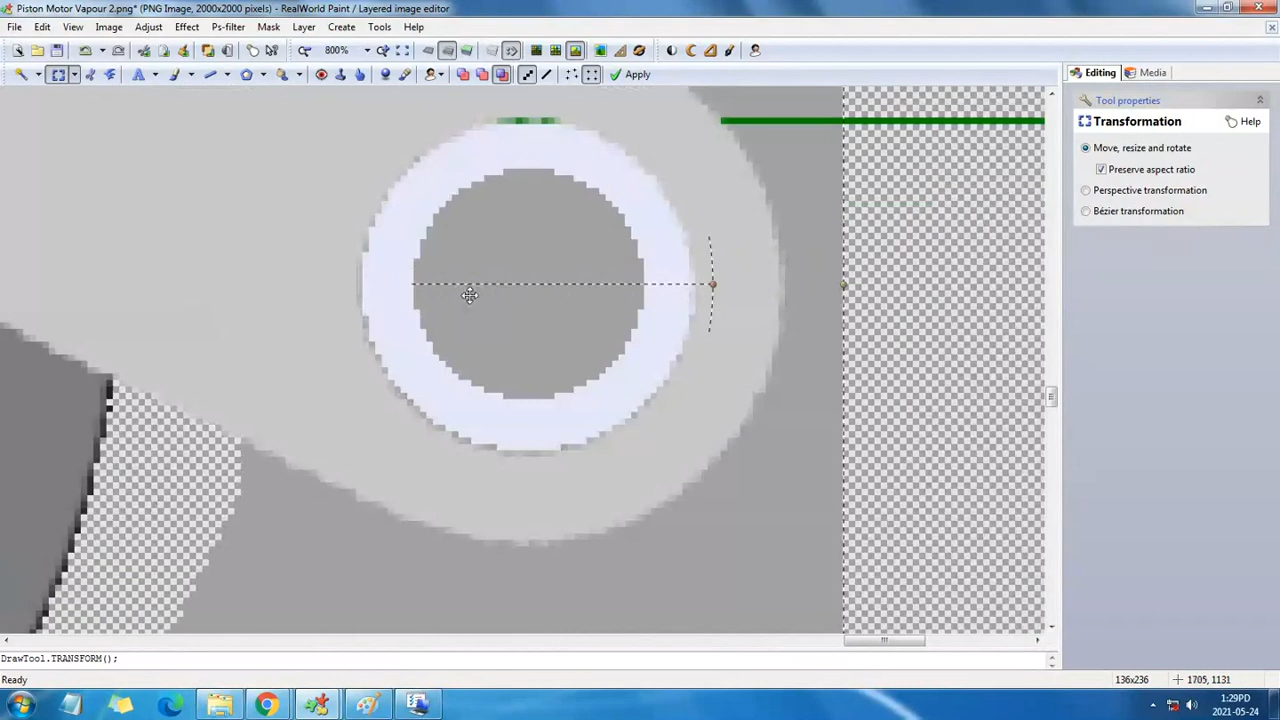 Piston Motor Vapour 2.png* (PNG Image, 2000x2000 pixels) - RealWorld Paint / Layered image editor
File Edit View Image Adjust Effect Ps-filter Mask Layer Create Tools Help
800%
Apply
Editing Media
Tool properties
Transformation Help
Move, resize and rotate
Preserve aspect ratio
Perspective transformation
Bézier transformation
DrawTool.TRANSFORM();
Ready 136x236 1705, 1131
1:29PD
2021-05-24